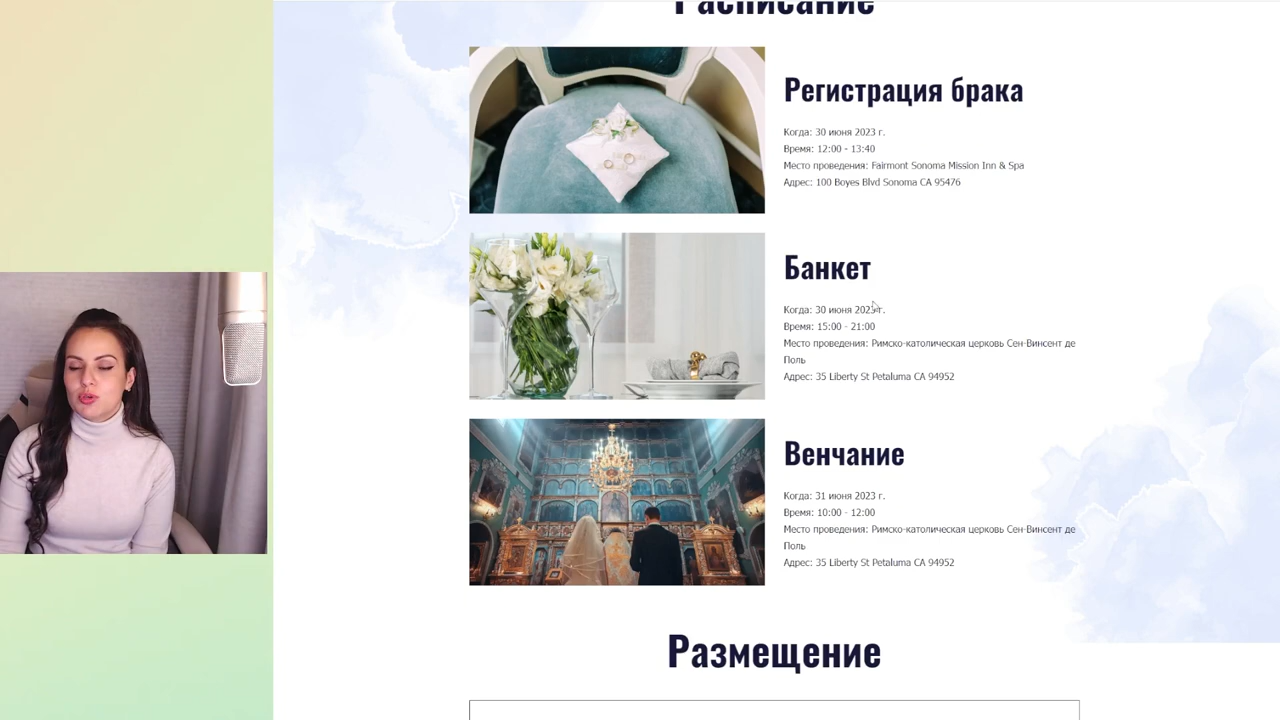 Расписание
Регистрация брака
Когда: 30 июня 2023 г.
Время: 12:00 - 13:40
Место проведения: Fairmont Sonoma Mission Inn & Spa
Адрес: 100 Boyes Blvd Sonoma CA 95476
Банкет
Когда: 30 июня 2023 г.
Время: 15:00 - 21:00
Место проведения: Римско-католическая церковь Сен-Винсент де
Поль
Адрес: 35 Liberty St Petaluma CA 94952
Венчание
Когда: 31 июня 2023 г.
Время: 10:00 - 12:00
Место проведения: Римско-католическая церковь Сен-Винсент де
Поль
Адрес: 35 Liberty St Petaluma CA 94952
Размещение